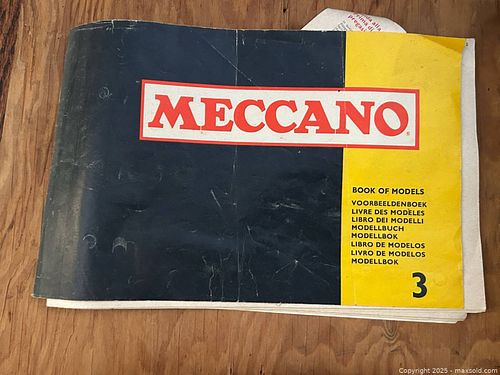 MECCANO
BOOK OF MODELS
VOORBEELDENBOEK
LIVRE DES MODÈLES
LIBRO DEI MODELLI
MODELLBUCH
MODELLBOK
LIBRO DE MODELOS
LIVRO DE MODELOS
MODELLBOK
3
Copyright 2025 - maxsold.com